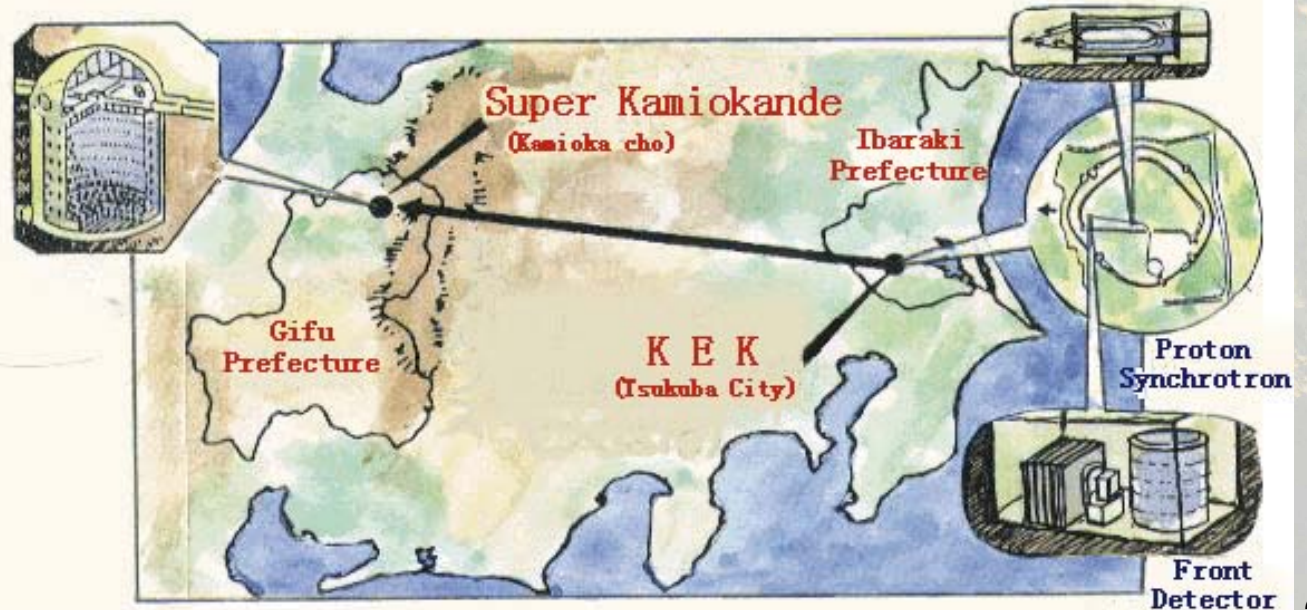 Super Kamiokande
(Kamioka cho)
Ibaraki
Prefecture
Gifu
Prefecture
K E K
(Tsukuba City)
Proton
Synchrotron
Front
Detector